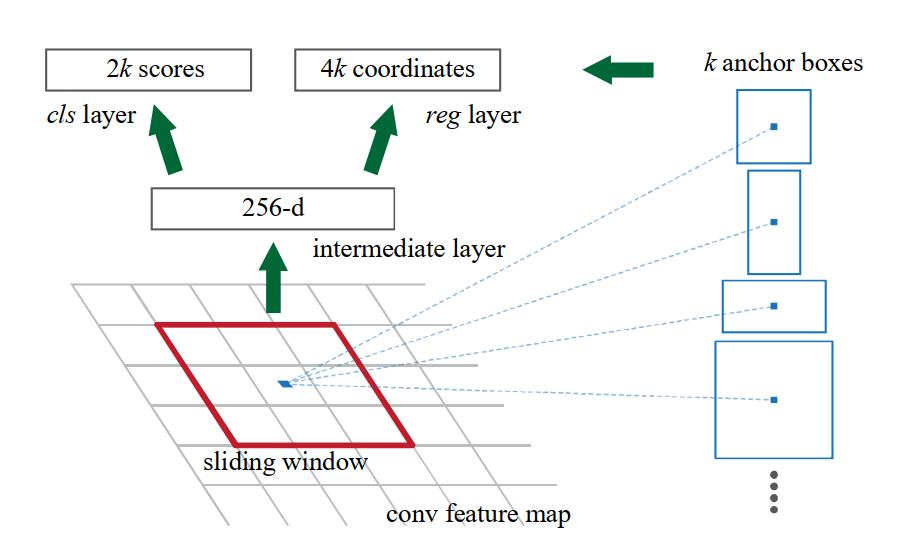 2k scores
4k coordinates
k anchor boxes
cls layer
reg layer
256-d
intermediate layer
sliding window
conv feature map